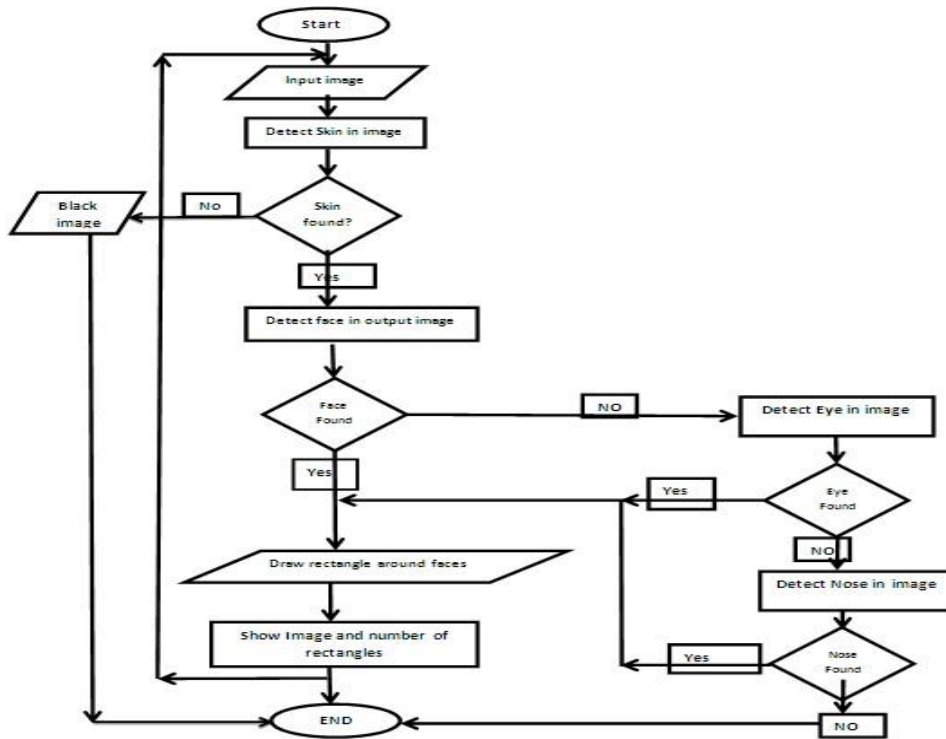 Start
Input image
Detect Skin in image
Black
image
No
Skin
found?
Yes
Detect face in output image
Face
Found
NO
Detect Eye in image
Yes
Yes
Eye
Found
NO
Draw rectangle around faces
Detect Nose in image
Show Image and number of
rectangles
Yes
Nose
Found
END
NO